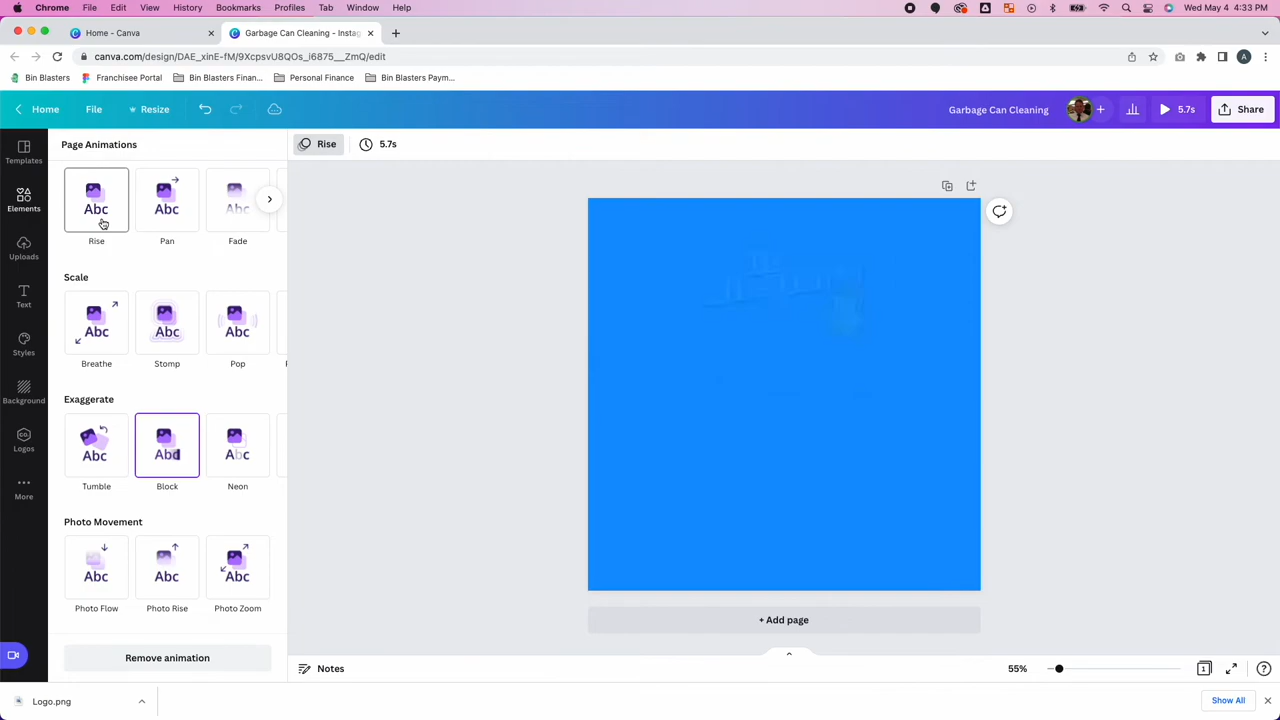 Chrome File Edit View History Bookmarks Profiles Tab Window Help
Wed May 4 4:33 PM
Home - Canva
Garbage Can Cleaning - Instag
canva.com/design/DAE_xinE-fM/9XcpsvU8QOs_i6875__ZmQ/edit
A
Bin Blasters
Franchisee Portal
Bin Blasters Finan...
Personal Finance
Bin Blasters Paym...
Home
File
Resize
Garbage Can Cleaning
5.7s
Share
Templates
Elements
Uploads
Text
Styles
Background
Logos
More
Page Animations
Abc Abc Abc
Rise Pan Fade
Scale
Abc Abc Abc
Breathe Stomp Pop
Exaggerate
Abc Abc Abc
Tumble Block Neon
Photo Movement
Abc Abc Abc
Photo Flow Photo Rise Photo Zoom
Remove animation
Rise
5.7s
+ Add page
Notes
55%
1
Logo.png
Show All